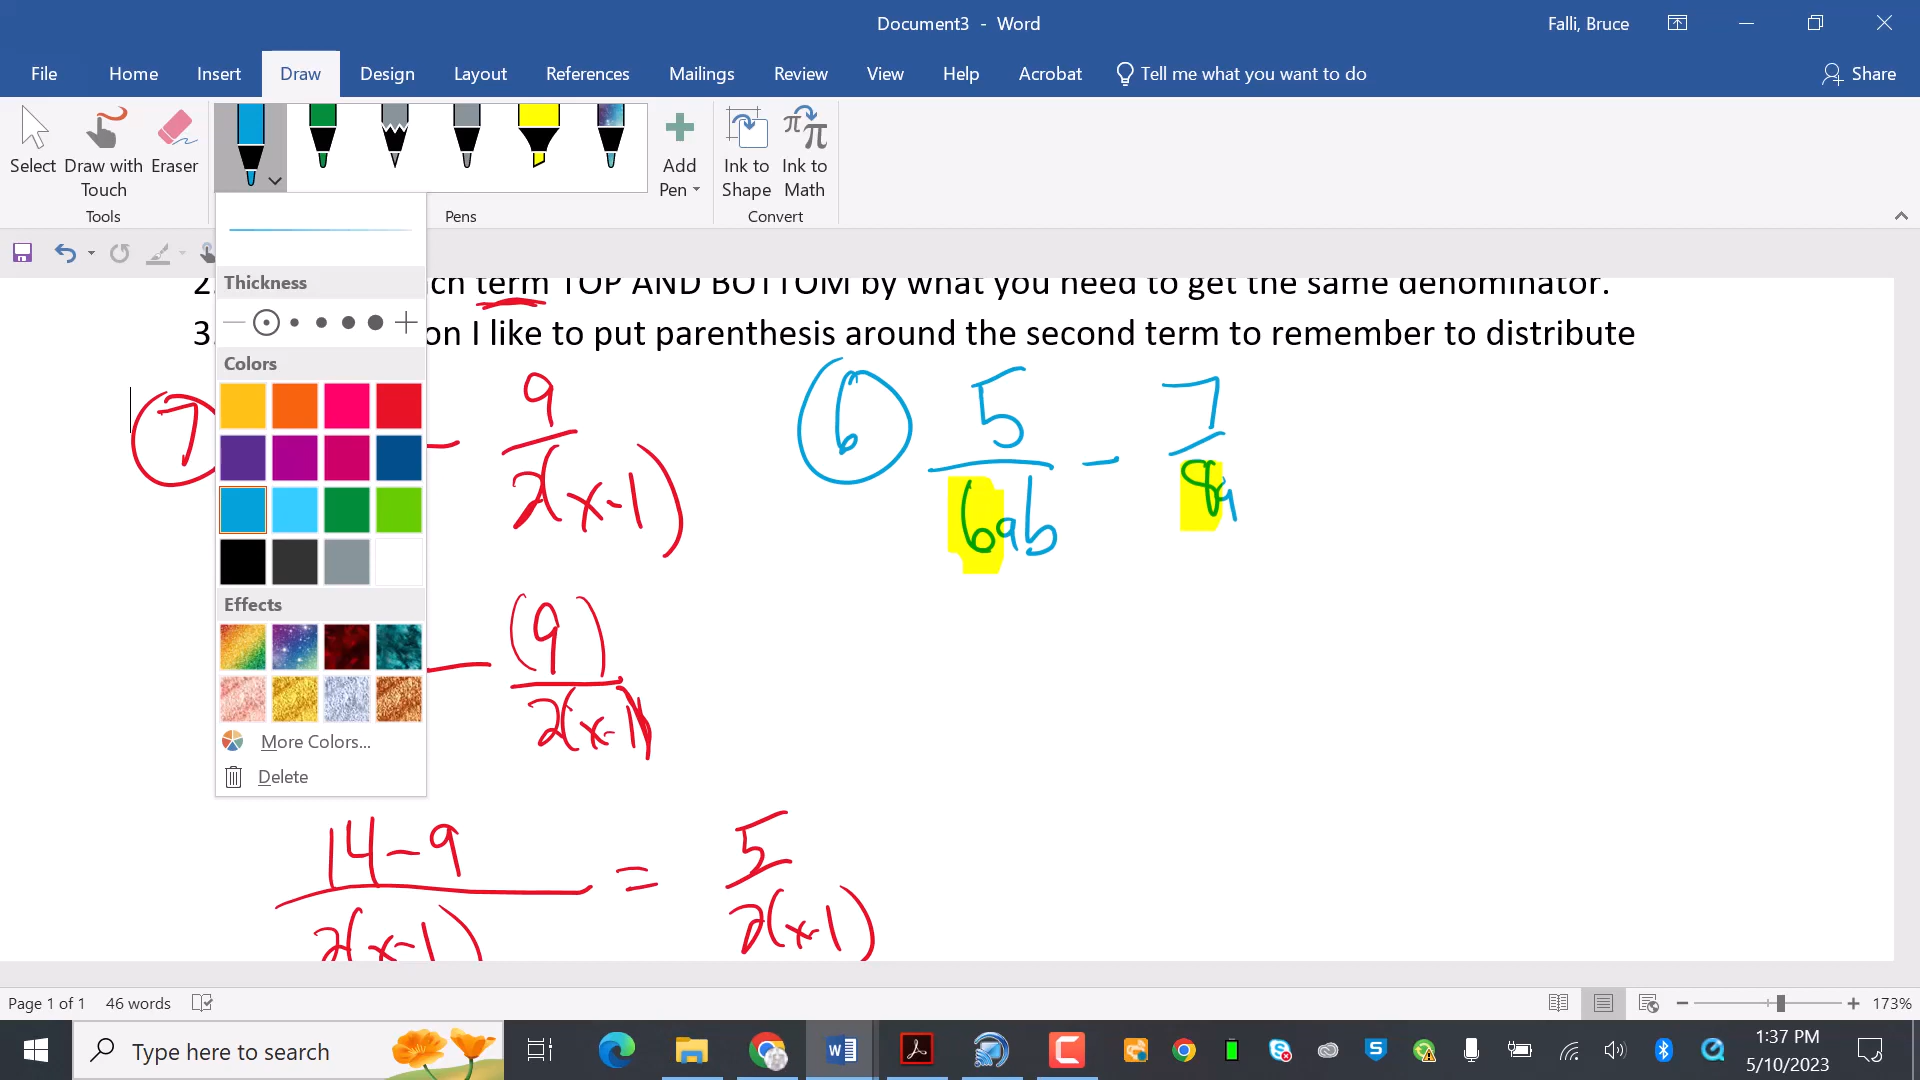 Document3 - Word
Falli, Bruce
File Home Insert Draw Design Layout References Mailings Review View Help Acrobat Tell me what you want to do Share
Select Draw with Touch Eraser
Add Pen
Ink to Shape Ink to Math
Tools Pens Convert
Thickness
Colors
Effects
More Colors...
Delete
2. ch term TOP AND BOTTOM by what you need to get the same denominator.
3. on I like to put parenthesis around the second term to remember to distribute
7 - 9
2(x-1)
6 5 - 7
6ab 8a
- (9)
2(x-1)
14-9 = 5
2(x-1) 2(x-1)
Page 1 of 1 46 words
173%
Type here to search
1:37 PM
5/10/2023